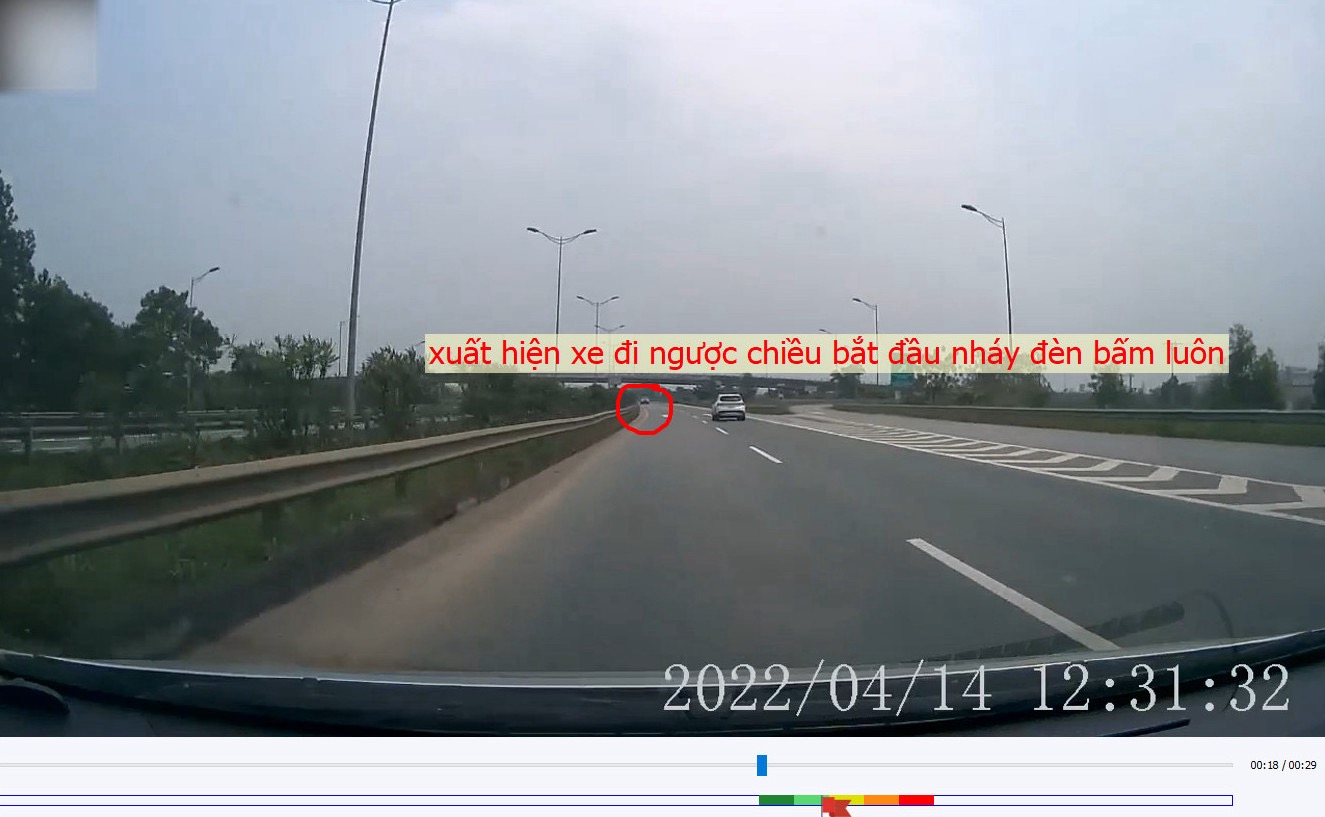 xuất hiện xe đi ngược chiều bắt đầu nháy đèn bấm luôn
2022/04/14 12:31:32
00:18 / 00:29